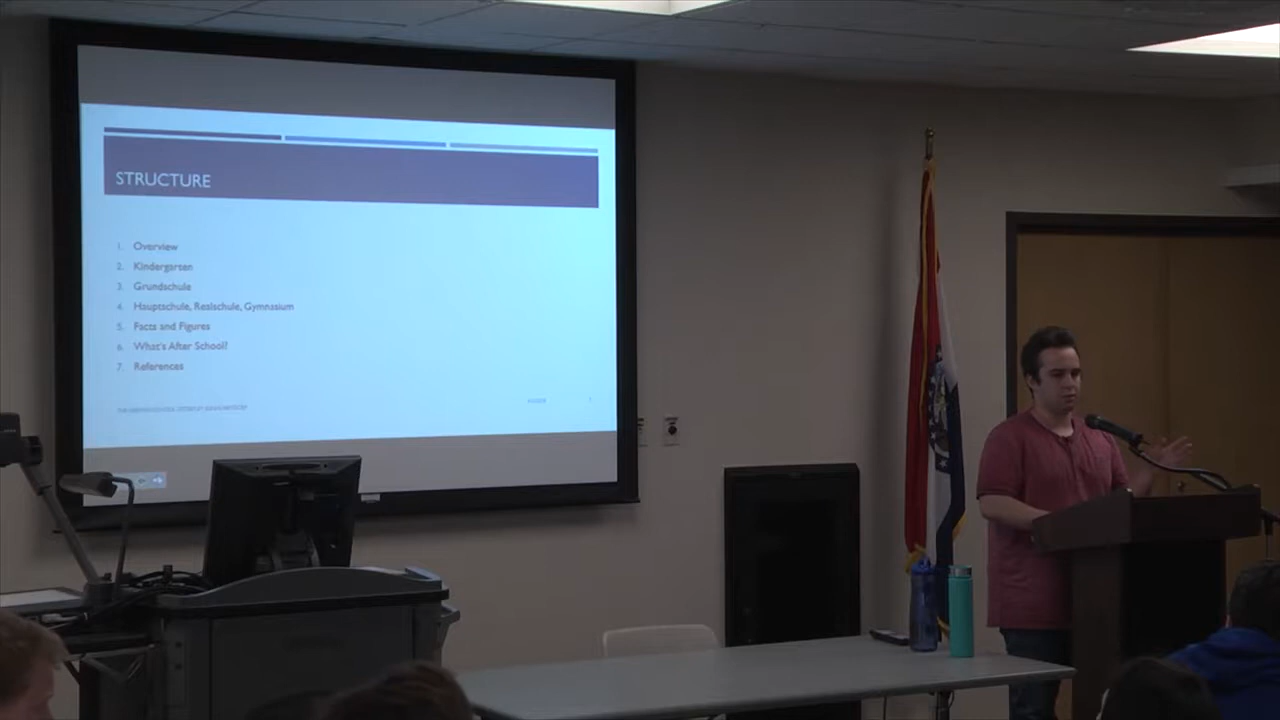 STRUCTURE
1. Overview
2. Kindergarten
3. Grundschule
4. Hauptschule, Realschule, Gymnasium
5. Facts and Figures
6. What's After School?
7. References